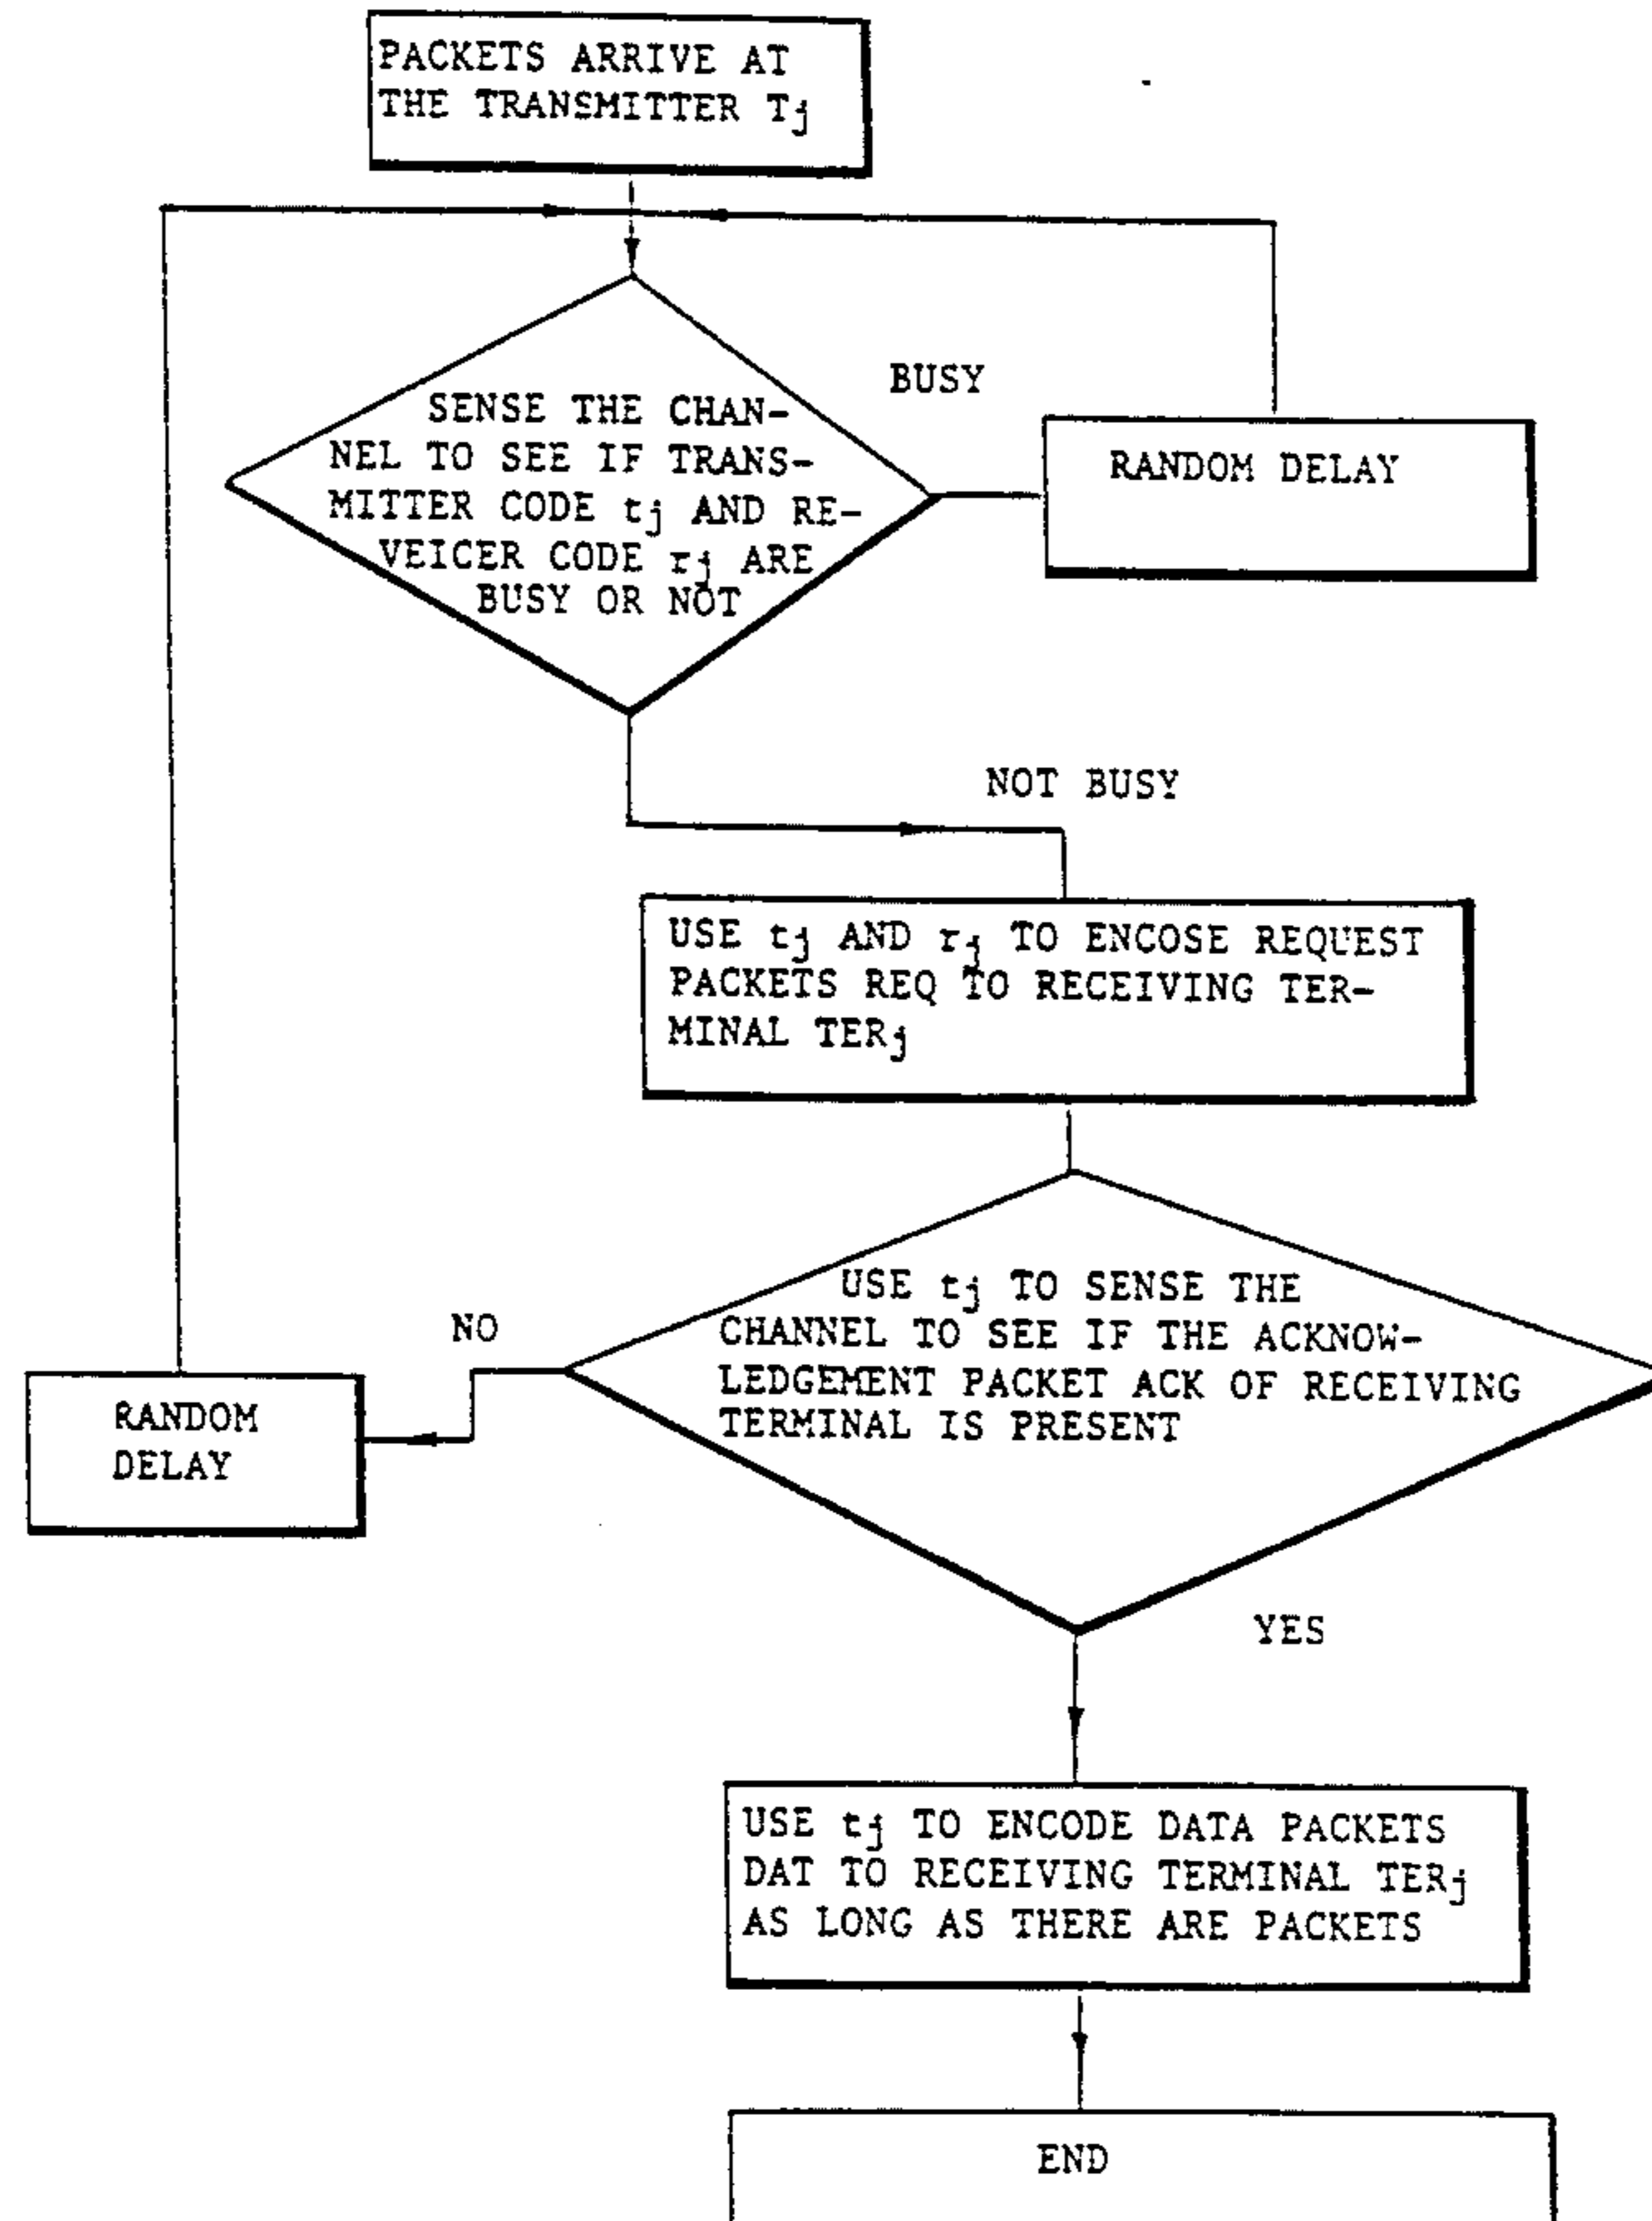 PACKETS ARRIVE AT
THE TRANSMITTER Tj
BUSY
SENSE THE CHAN-
NEL TO SEE IF TRANS-
MITTER CODE tj AND RE-
VEICER CODE rj ARE
BUSY OR NOT
RANDOM DELAY
NOT BUSY
USE tj AND rj TO ENCOSE REQUEST
PACKETS REQ TO RECEIVING TER-
MINAL TERj
USE tj TO SENSE THE
CHANNEL TO SEE IF THE ACKNOW-
LEDGEMENT PACKET ACK OF RECEIVING
TERMINAL IS PRESENT
NO
RANDOM
DELAY
YES
USE tj TO ENCODE DATA PACKETS
DAT TO RECEIVING TERMINAL TERj
AS LONG AS THERE ARE PACKETS
END